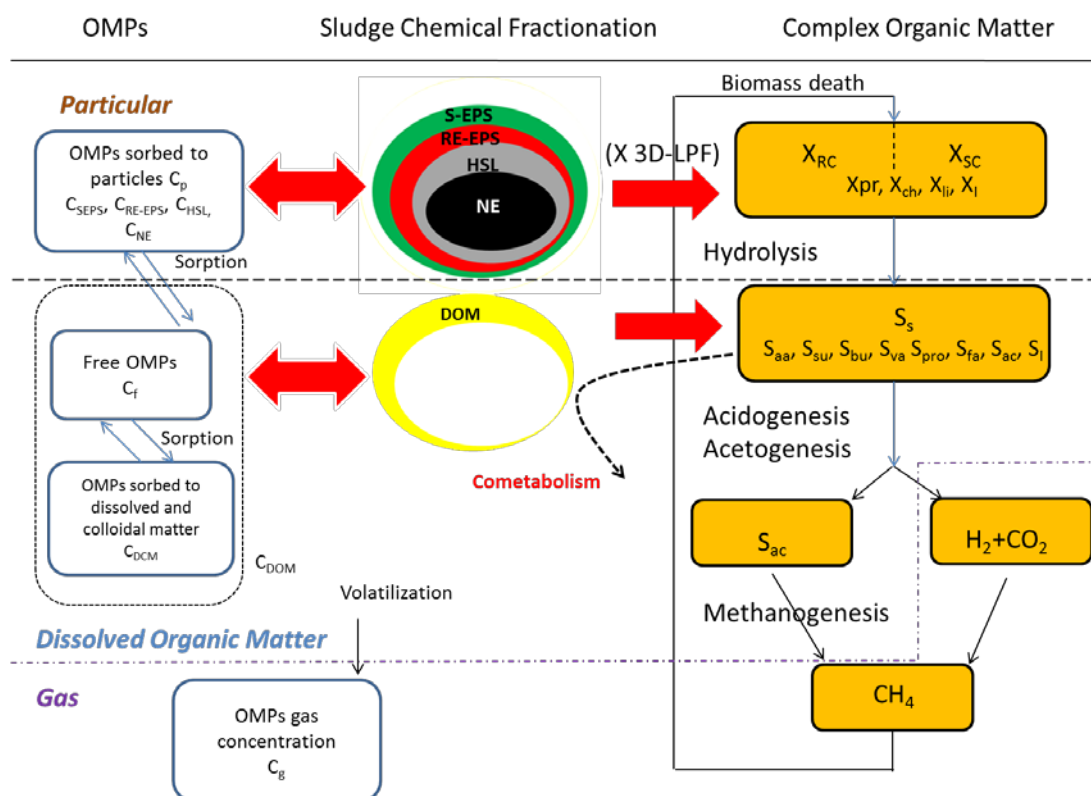 OMPs
Sludge Chemical Fractionation
Complex Organic Matter
Particular
OMPs sorbed to
particles Cp
CSEPS, CRE-EPS, CHSL,
CNE
Sorption
S-EPS
RE-EPS
HSL
NE
(X 3D-LPF)
Biomass death
XRC
XSC
Xpr, Xch, Xli, XI
Hydrolysis
Free OMPs
Cf
Sorption
OMPs sorbed to
dissolved and
colloidal matter
CDCM
CDOM
DOM
Ss
Saa, Ssu, Sbu, Sva Spro, Sfa, Sac, SI
Cometabolism
Acidogenesis
Acetogenesis
Sac
H2+CO2
Volatilization
Methanogenesis
Dissolved Organic Matter
Gas
OMPs gas
concentration
Cg
CH4